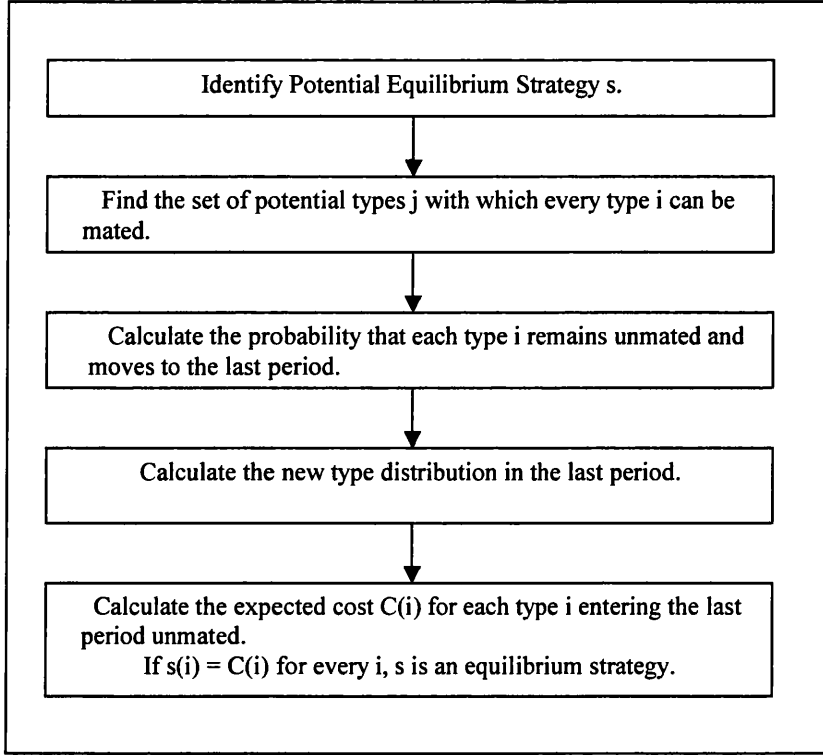 Identify Potential Equilibrium Strategy s.
Find the set of potential types j with which every type i can be
mated.
Calculate the probability that each type i remains unmated and
moves to the last period.
Calculate the new type distribution in the last period.
Calculate the expected cost C(i) for each type i entering the last
period unmated.
If s(i) = C(i) for every i, s is an equilibrium strategy.